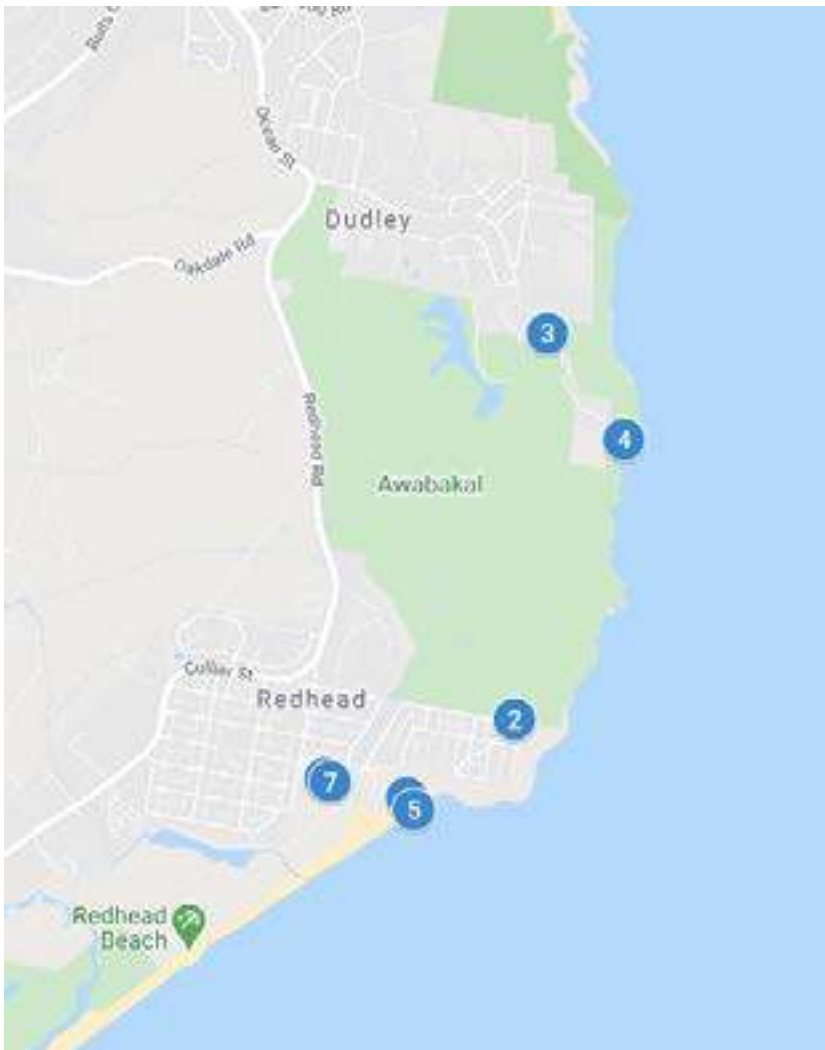 Ocean St
Dudley
Oakdale Rd
3
4
Redhead Rd
Awabakal
Collier St
Redhead
2
7
5
Redhead
Beach